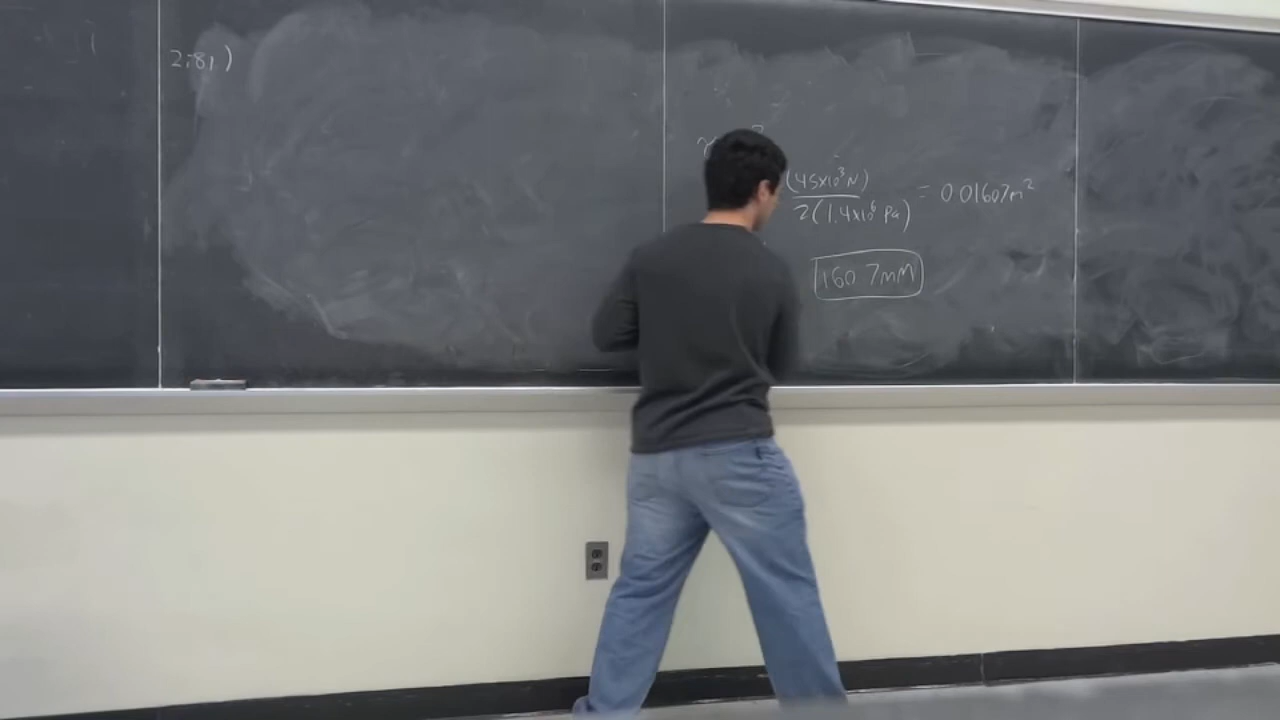 2.81)
(45x10³N)
2(1.4x10⁶ Pa)
= 0.01607m²
160.7mm